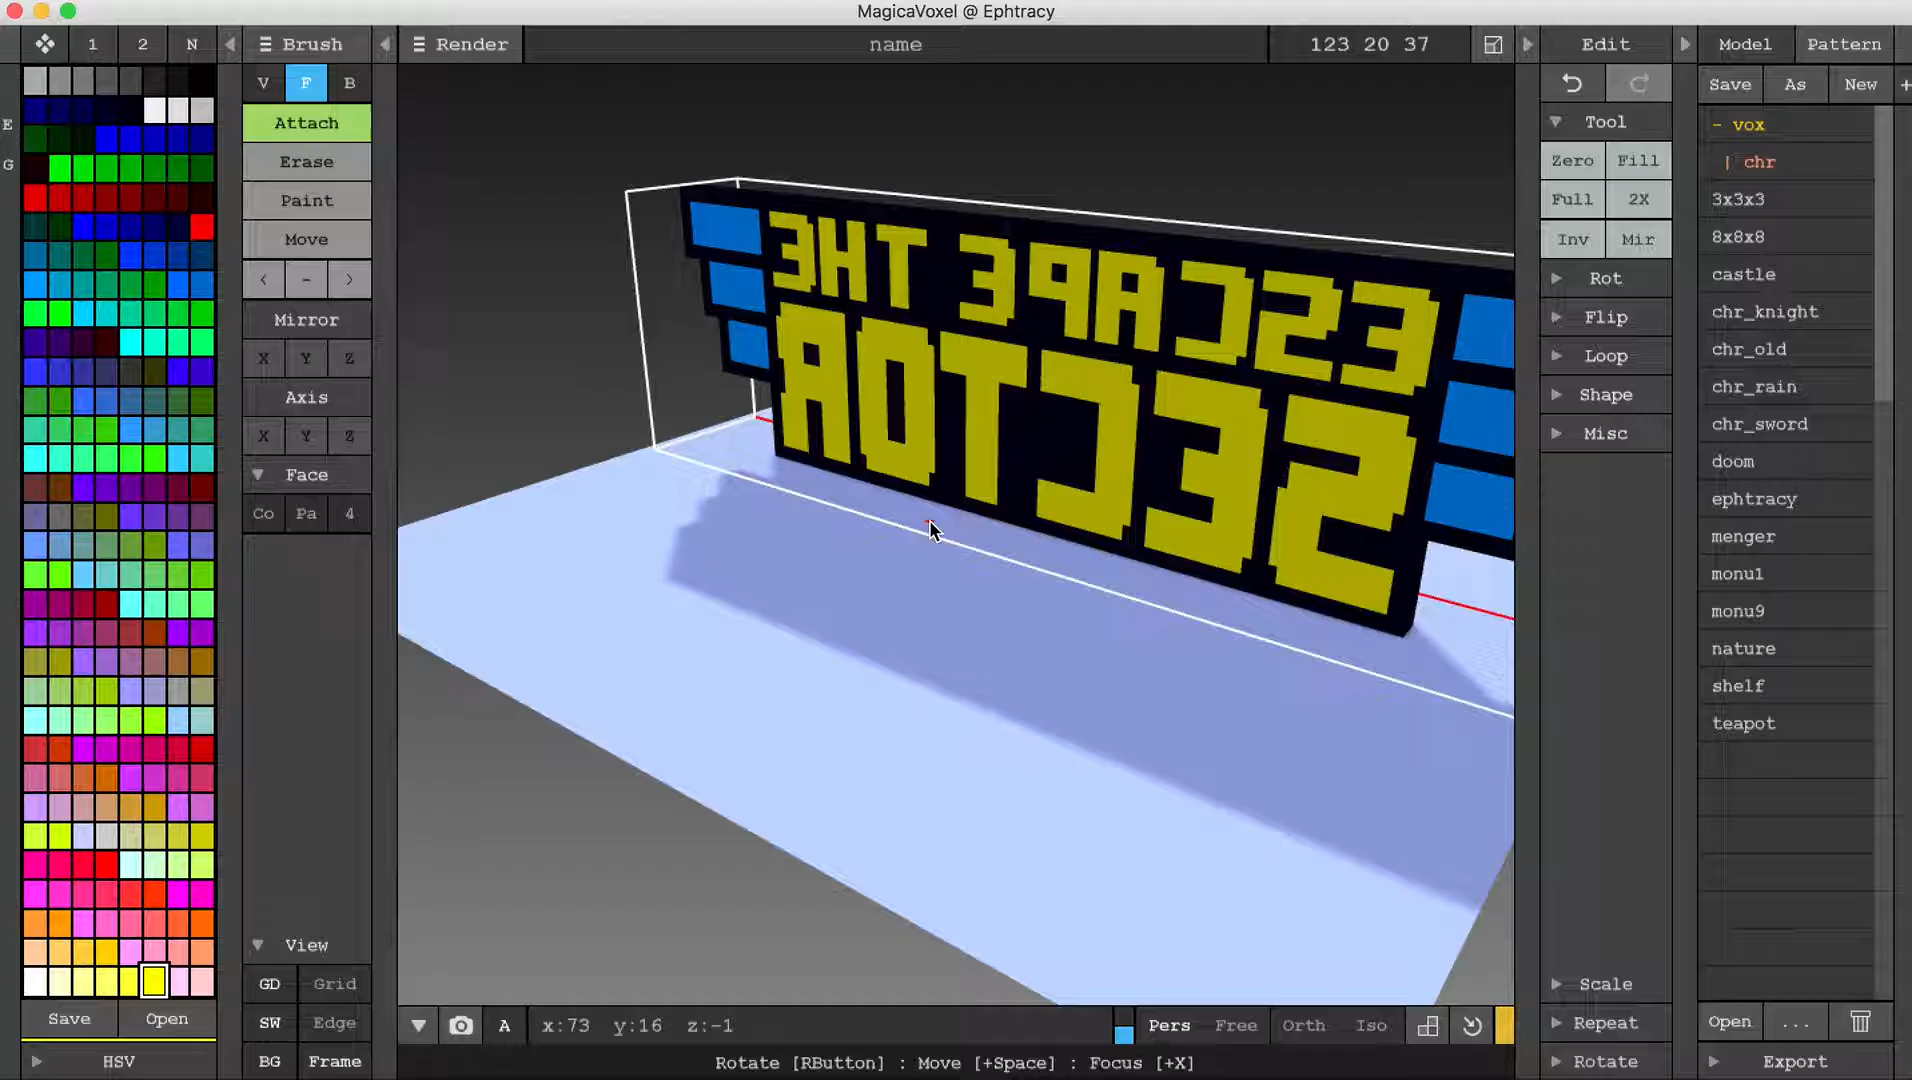 MagicaVoxel @ Ephtracy
1 2 N Brush Render name 123 20 37 Edit Model Pattern
V F B Save As New +
E
G
Attach
Erase
Paint
Move
< - >
Mirror
X Y Z
Axis
X Y Z
Face
Co Pa 4
View
GD Grid
SW Edge
BG Frame
Save Open
HSV
ESCAPE THE
SECTOR
x:73 y:16 z:-1
A
Pers Free Orth Iso
Rotate [RButton] : Move [+Space] : Focus [+X]
Tool
Zero Fill
Full 2X
Inv Mir
Rot
Flip
Loop
Shape
Misc
Scale
Repeat
Rotate
- vox
| chr
3x3x3
8x8x8
castle
chr_knight
chr_old
chr_rain
chr_sword
doom
ephtracy
menger
monu1
monu9
nature
shelf
teapot
Open ...
Export